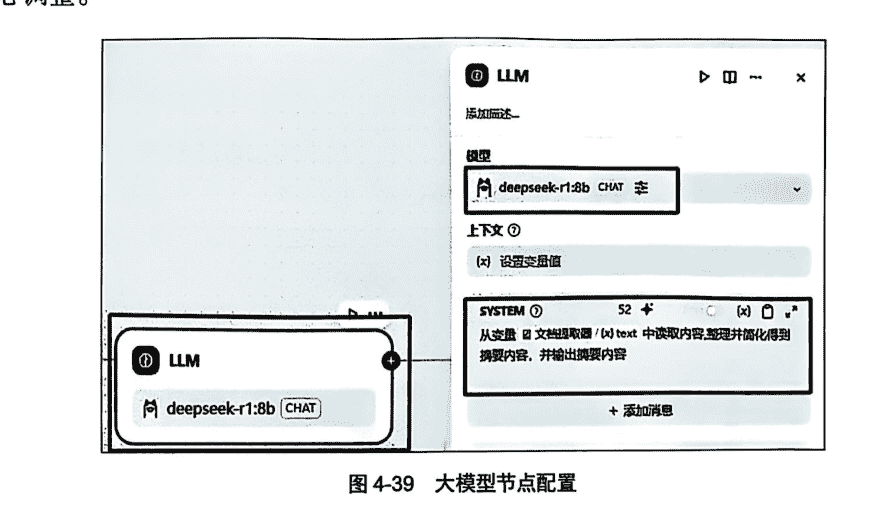 调整。
LLM
添加描述...
模型
deepseek-r1:8b CHAT
上下文
(x) 设置变量值
SYSTEM 52 (x)
从变量 文档提取器 / (x) text 中读取内容,整理并简化得到
摘要内容，并输出摘要内容
+ 添加消息
LLM
deepseek-r1:8b CHAT
图 4-39 大模型节点配置